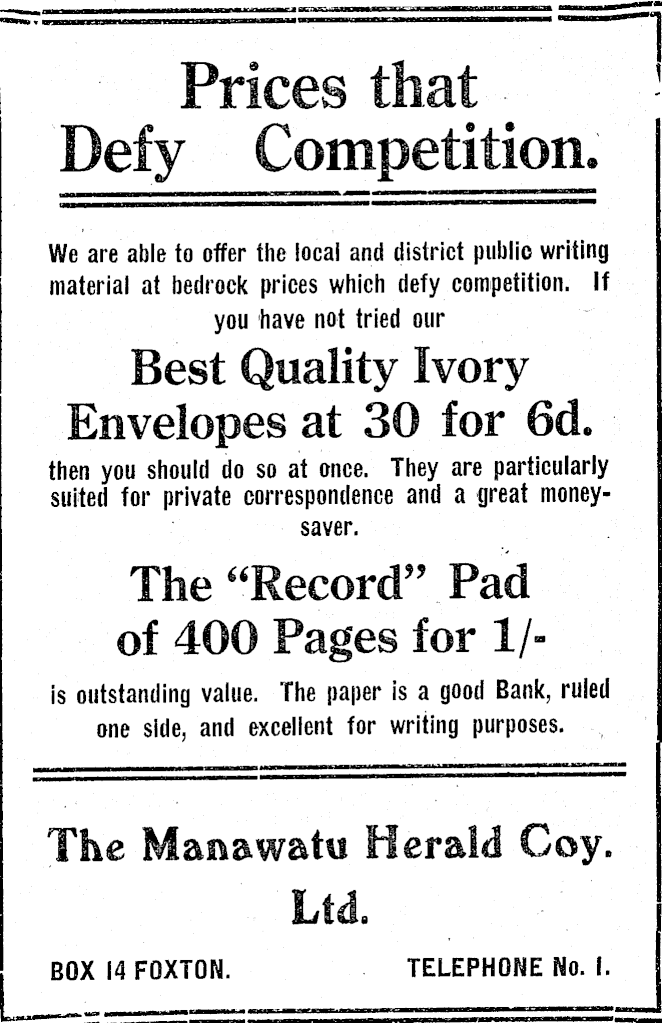 Prices that
Defy Competition.
We are able to offer the local and district public writing
material at bedrock prices which defy competition. If
you have not tried our
Best Quality Ivory
Envelopes at 30 for 6d.
then you should do so at once. They are particularly
suited for private correspondence and a great money-
saver.
The “Record” Pad
of 400 Pages for 1/-
is outstanding value. The paper is a good Bank, ruled
one side, and excellent for writing purposes.
The Manawatu Herald Coy.
Ltd.
BOX 14 FOXTON. TELEPHONE No. 1.